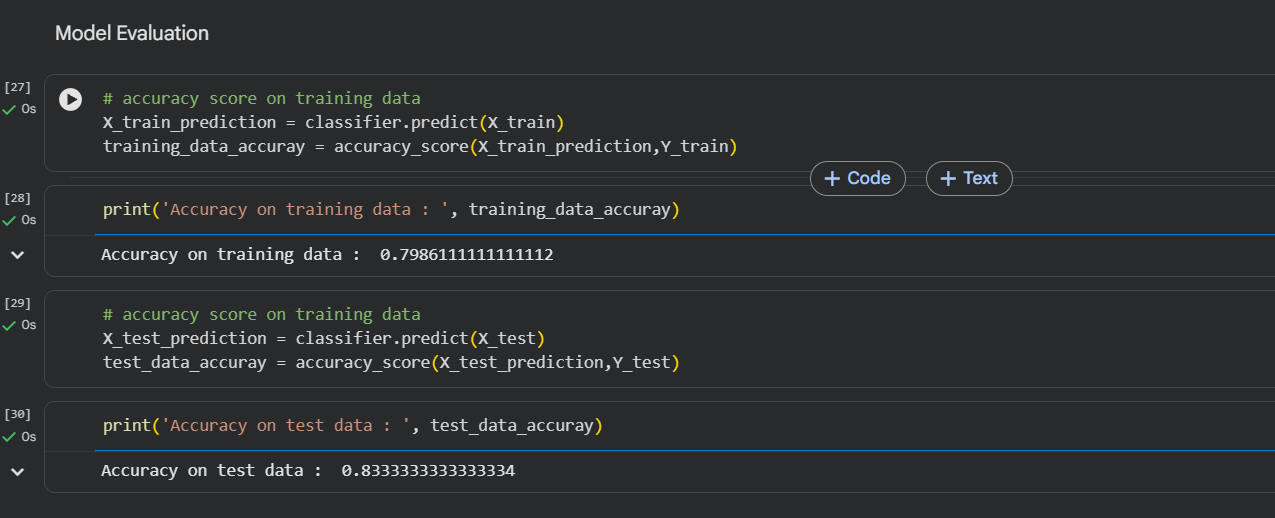 Model Evaluation
[27]
0s
# accuracy score on training data
X_train_prediction = classifier.predict(X_train)
training_data_accuray = accuracy_score(X_train_prediction,Y_train)
+ Code + Text
[28]
0s
print('Accuracy on training data : ', training_data_accuray)
Accuracy on training data :  0.7986111111111112
[29]
0s
# accuracy score on training data
X_test_prediction = classifier.predict(X_test)
test_data_accuray = accuracy_score(X_test_prediction,Y_test)
[30]
0s
print('Accuracy on test data : ', test_data_accuray)
Accuracy on test data :  0.8333333333333334